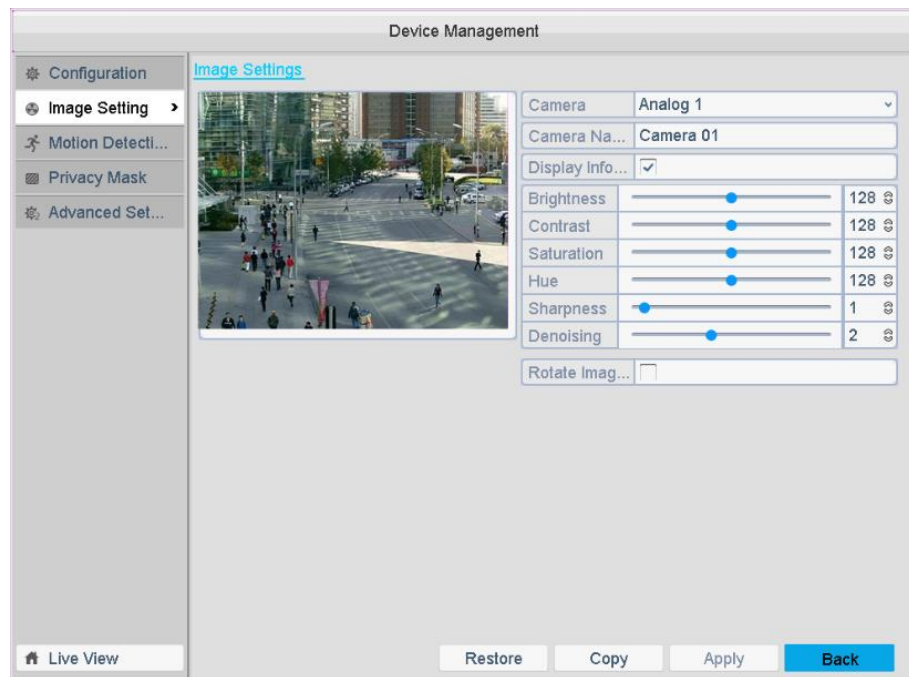 Device Management
Configuration
Image Setting
Motion Detecti...
Privacy Mask
Advanced Set...
Live View
Image Settings
Camera Analog 1
Camera Na... Camera 01
Display Info...
Brightness 128
Contrast 128
Saturation 128
Hue 128
Sharpness 1
Denoising 2
Rotate Imag...
Restore Copy Apply Back